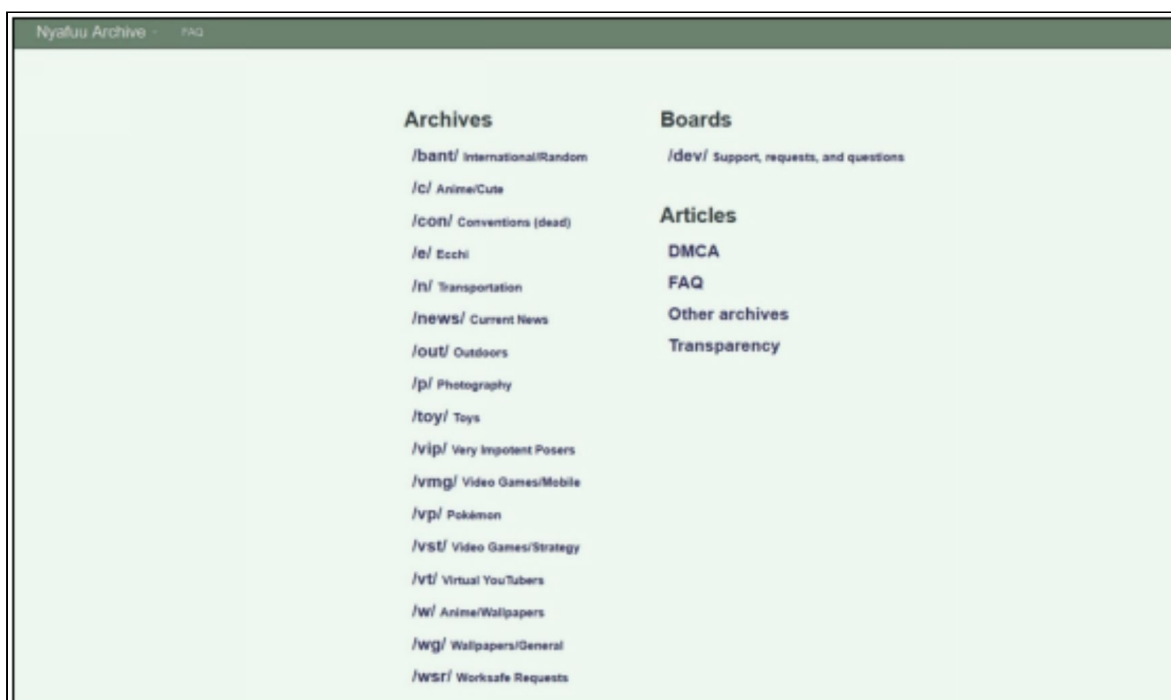 Nyafuu Archive FAQ
Archives
/bant/ International/Random
/c/ Anime/Cute
/con/ Conventions (dead)
/e/ Ecchi
/n/ Transportation
/news/ Current News
/out/ Outdoors
/p/ Photography
/toy/ Toys
/vip/ Very Impotent Posers
/vmg/ Video Games/Mobile
/vp/ Pokémon
/vst/ Video Games/Strategy
/vt/ Virtual YouTubers
/w/ Anime/Wallpapers
/wg/ Wallpapers/General
/wsr/ Worksafe Requests
Boards
/dev/ Support, requests, and questions
Articles
DMCA
FAQ
Other archives
Transparency